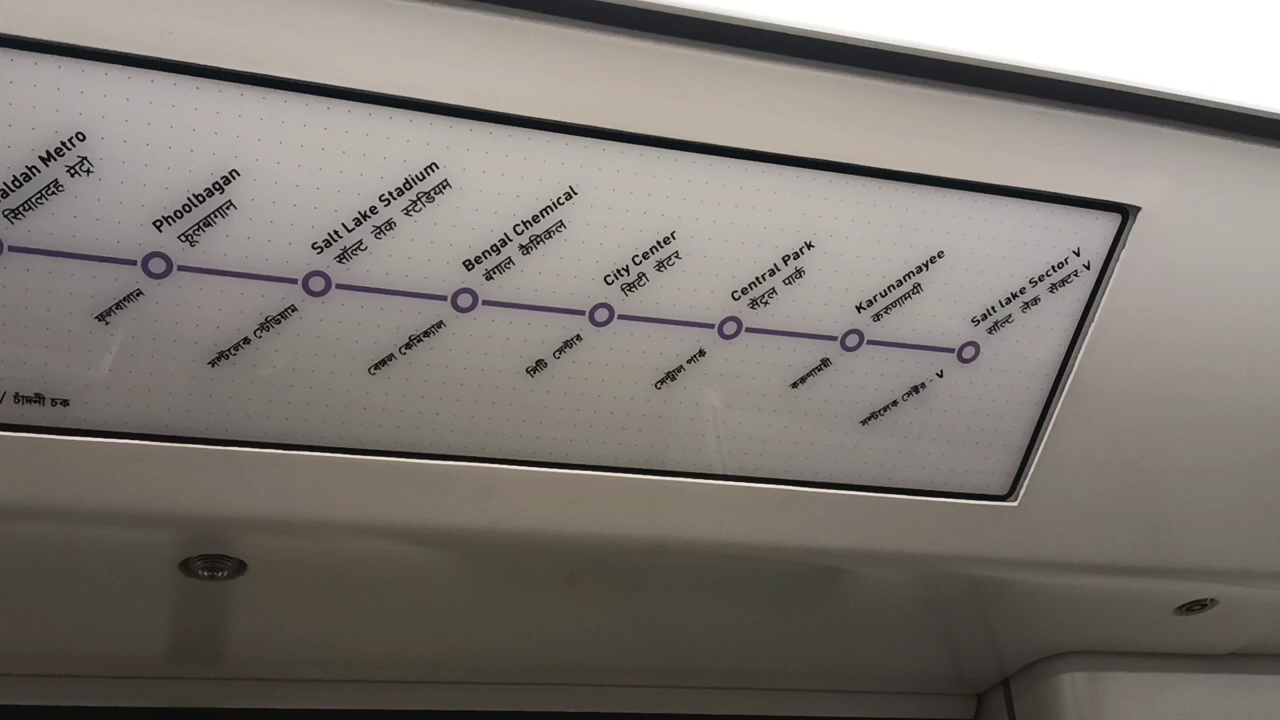 aldah Metro
सियालदह मेट्रो
Phoolbagan
फूलबागान
ফুলবাগান
Salt Lake Stadium
सॉल्ट लेक स्टेडियम
সল্টলেক স্টেডিয়াম
Bengal Chemical
बंगाल कैमिकल
বেঙ্গল কেমিক্যাল
City Center
सिटी सेंटर
সিটি সেন্টার
Central Park
सेंट्रल पार्क
সেন্ট্রাল পার্ক
Karunamayee
करुणामयी
করুণাময়ী
Salt lake Sector V
सॉल्ट लेक सेक्टर V
সল্টলেক সেক্টর - V
/ চাঁদনী চক